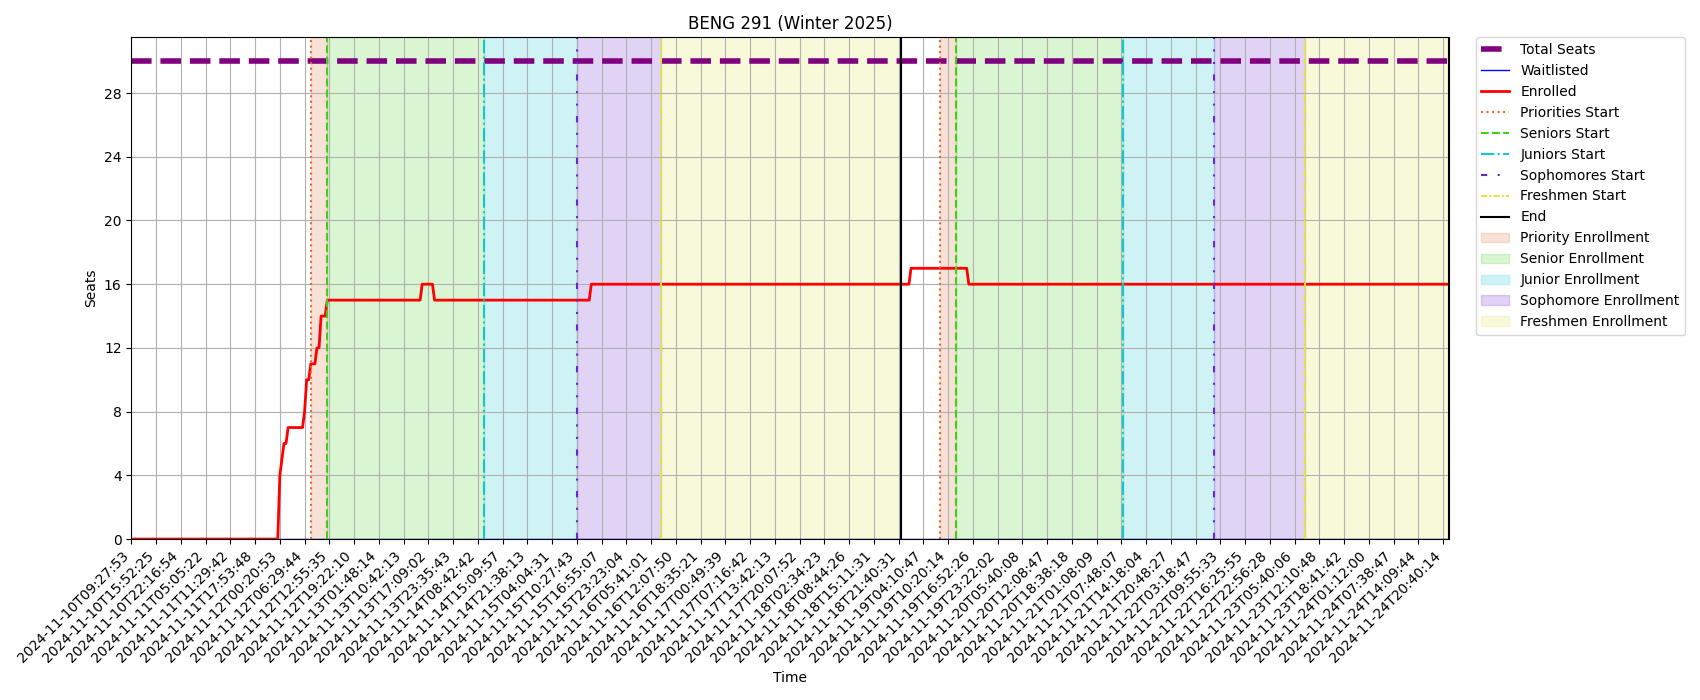 BENG 291 (Winter 2025)
Seats
28
24
20
16
12
8
4
0
2024-11-10T09:27:53
2024-11-10T15:52:25
2024-11-10T22:16:54
2024-11-11T05:05:22
2024-11-11T11:29:42
2024-11-11T17:53:48
2024-11-12T00:20:53
2024-11-12T06:29:44
2024-11-12T12:55:35
2024-11-12T19:22:10
2024-11-13T01:48:14
2024-11-13T10:42:13
2024-11-13T17:09:02
2024-11-13T23:35:43
2024-11-14T08:42:42
2024-11-14T15:09:57
2024-11-14T21:38:13
2024-11-15T04:04:31
2024-11-15T10:27:43
2024-11-15T16:55:07
2024-11-15T23:23:04
2024-11-16T05:41:01
2024-11-16T12:07:50
2024-11-16T18:35:21
2024-11-17T00:49:39
2024-11-17T07:16:42
2024-11-17T13:42:13
2024-11-17T20:07:52
2024-11-18T02:34:23
2024-11-18T08:44:26
2024-11-18T15:11:31
2024-11-18T21:40:31
2024-11-19T04:10:47
2024-11-19T10:20:14
2024-11-19T16:52:26
2024-11-19T23:22:02
2024-11-20T05:40:08
2024-11-20T12:08:47
2024-11-20T18:38:18
2024-11-21T01:08:09
2024-11-21T07:48:07
2024-11-21T14:18:04
2024-11-21T20:48:27
2024-11-22T03:18:47
2024-11-22T09:55:33
2024-11-22T16:25:55
2024-11-22T22:56:28
2024-11-23T05:40:06
2024-11-23T12:10:48
2024-11-23T18:41:42
2024-11-24T01:12:00
2024-11-24T07:38:47
2024-11-24T14:09:44
2024-11-24T20:40:14
Time
Total Seats
Waitlisted
Enrolled
Priorities Start
Seniors Start
Juniors Start
Sophomores Start
Freshmen Start
End
Priority Enrollment
Senior Enrollment
Junior Enrollment
Sophomore Enrollment
Freshmen Enrollment